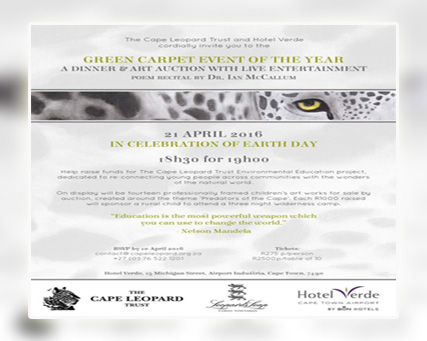 The Cape Leopard Trust and Hotel Verde
cordially invite you to the
GREEN CARPET EVENT OF THE YEAR
A DINNER & ART AUCTION WITH LIVE ENTERTAINMENT
POEM RECITAL BY DR. IAN MCCALLUM
21 APRIL 2016
IN CELEBRATION OF EARTH DAY
18h30 for 19h00
Help raise funds for The Cape Leopard Trust Environmental Education project,
dedicated to re-connecting young people across communities with the wonders
of the natural world.
On display will be fourteen professionally framed children's art works for sale by
auction, created around the theme 'Predators of the Cape'. Each R1000 raised
will sponsor a rural child to attend a three night wilderness camp.
"Education is the most powerful weapon which
you can use to change the world."
Nelson Mandela
RSVP by 10 April 2016
Tickets:
contact@capeleopard.org.za
R275 p/person
+27 (0) 76 522 1201
R2500p/table of 10
Hotel Verde, 15 Michigan Street, Airport Industria, Cape Town, 7490
THE
CAPE LEOPARD
TRUST
Leopard's Leap
Hotel Verde
CAPE TOWN AIRPORT
BY BON HOTELS